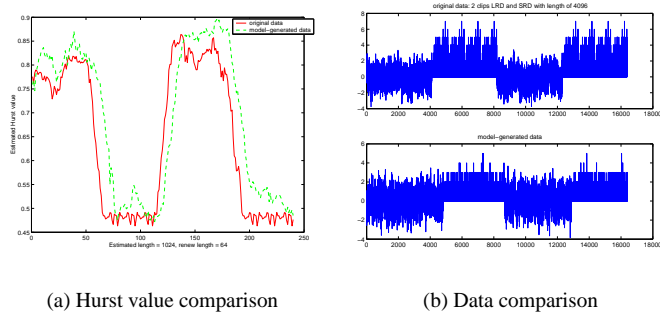 original data
model-generated data
0.9
0.85
0.8
0.75
0.7
0.65
0.6
0.55
0.5
0.45
Estimated Hurst value
0 50 100 150 200 250
Estimated length = 1024, renew length = 64
(a) Hurst value comparison
original data: 2 clips LRD and SRD with length of 4096
8
6
4
2
0
−2
−4
0 2000 4000 6000 8000 10000 12000 14000 16000 18000
model−generated data
6
4
2
0
−2
−4
0 2000 4000 6000 8000 10000 12000 14000 16000 18000
(b) Data comparison